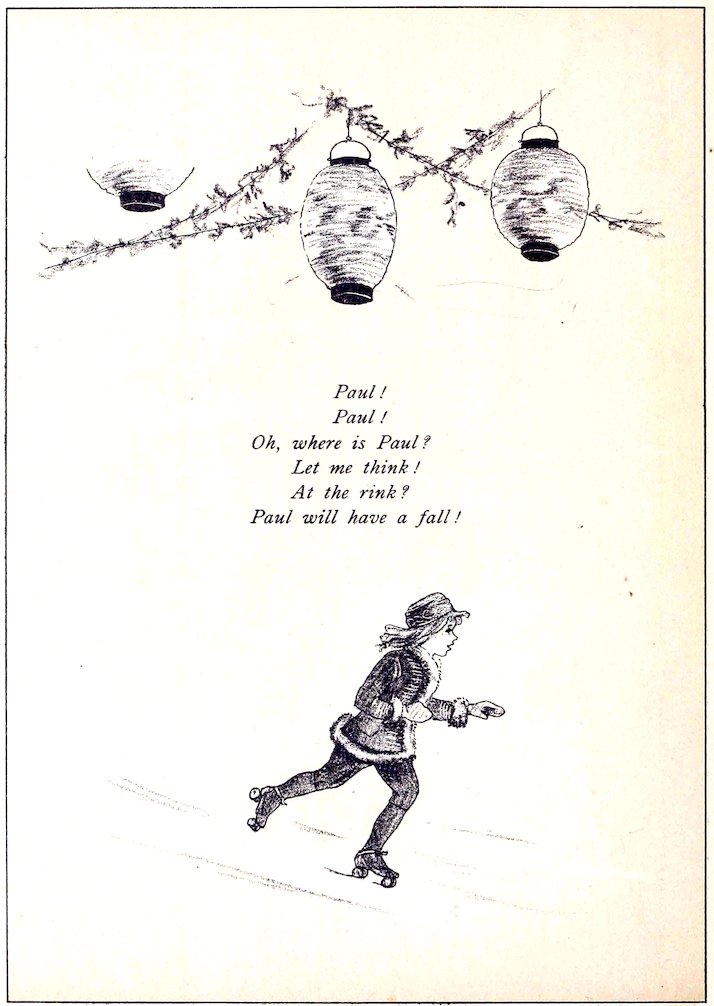 Paul!
Paul!
Oh, where is Paul?
Let me think!
At the rink?
Paul will have a fall!